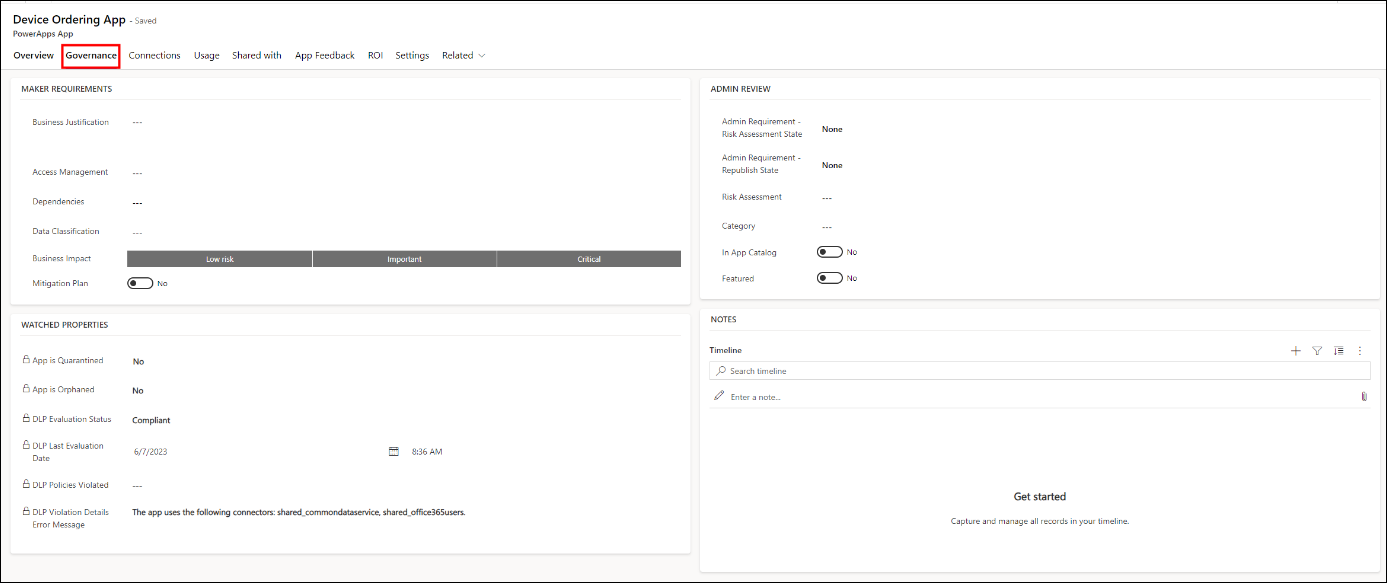 Device Ordering App - Saved
PowerApps App
Overview Governance Connections Usage Shared with App Feedback ROI Settings Related
MAKER REQUIREMENTS
Business Justification ---
Access Management ---
Dependencies ---
Data Classification ---
Business Impact Low risk Important Critical
Mitigation Plan No
WATCHED PROPERTIES
App is Quarantined No
App is Orphaned No
DLP Evaluation Status Compliant
DLP Last Evaluation
Date 6/7/2023 8:36 AM
DLP Policies Violated ---
DLP Violation Details
Error Message The app uses the following connectors: shared_commondataservice, shared_office365users.
ADMIN REVIEW
Admin Requirement -
Risk Assessment State None
Admin Requirement -
Republish State None
Risk Assessment ---
Category ---
In App Catalog No
Featured No
NOTES
Timeline
Search timeline
Enter a note...
Get started
Capture and manage all records in your timeline.